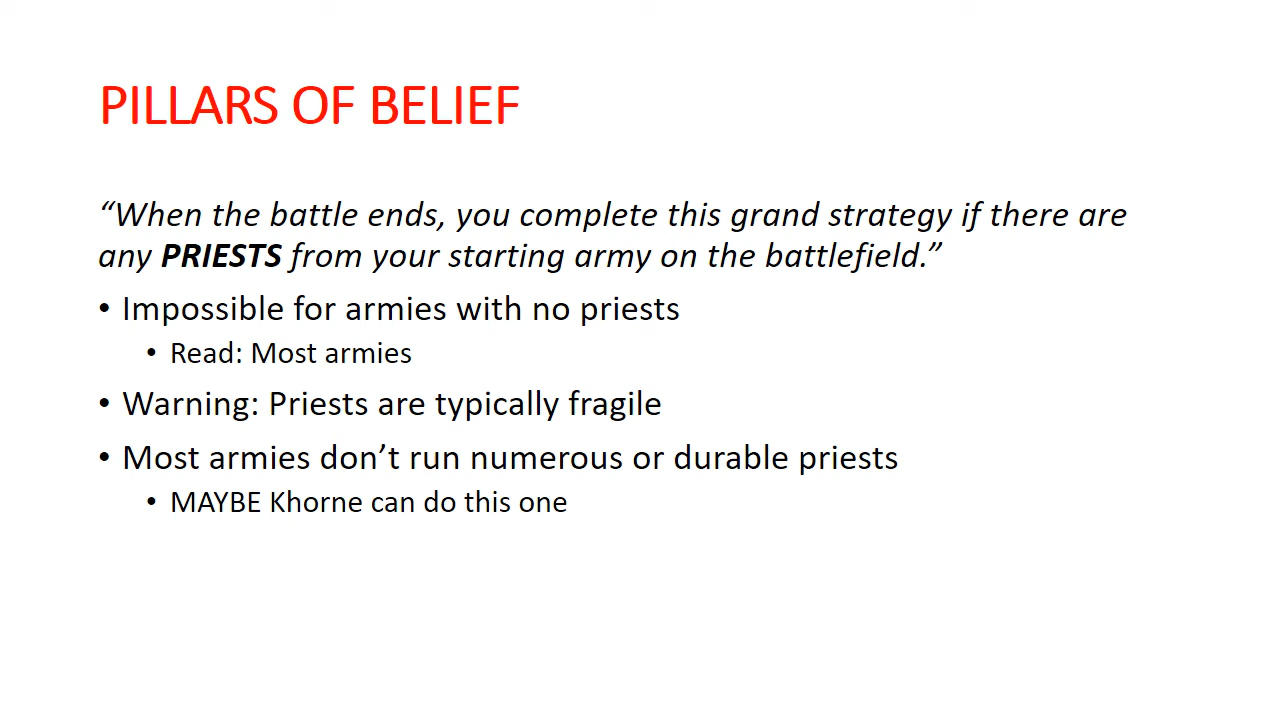 PILLARS OF BELIEF
“When the battle ends, you complete this grand strategy if there are
any PRIESTS from your starting army on the battlefield.”
• Impossible for armies with no priests
• Read: Most armies
• Warning: Priests are typically fragile
• Most armies don’t run numerous or durable priests
• MAYBE Khorne can do this one